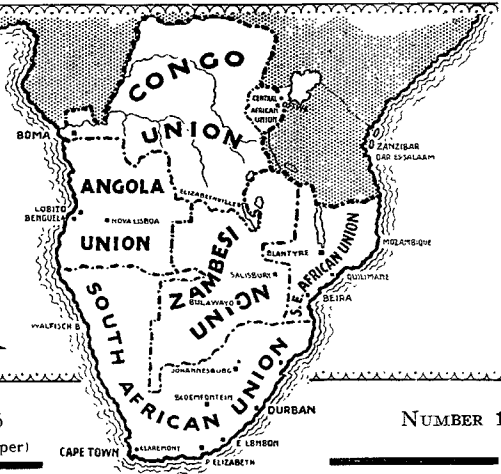 CONGO
UNION
CENTRAL
AFRICAN
UNION
BOMA
ZANZIBAR
DAR ESSALAAM
ANGOLA
UNION
ELIZABETHVILLE
LOBITO
BENGUELA
NOVA LISBOA
ZAMBESI
UNION
SALISBURY
BULAWAYO
BLANTYRE
S.E. AFRICAN UNION
MOZAMBIQUE
QUILIMANE
BEIRA
SOUTH AFRICAN UNION
WALFISCH B
JOHANNESBURG
BLOEMFONTEIN
DURBAN
CAPE TOWN
CLAREMONT
E LONDON
P ELIZABETH
per)
NUMBER 1